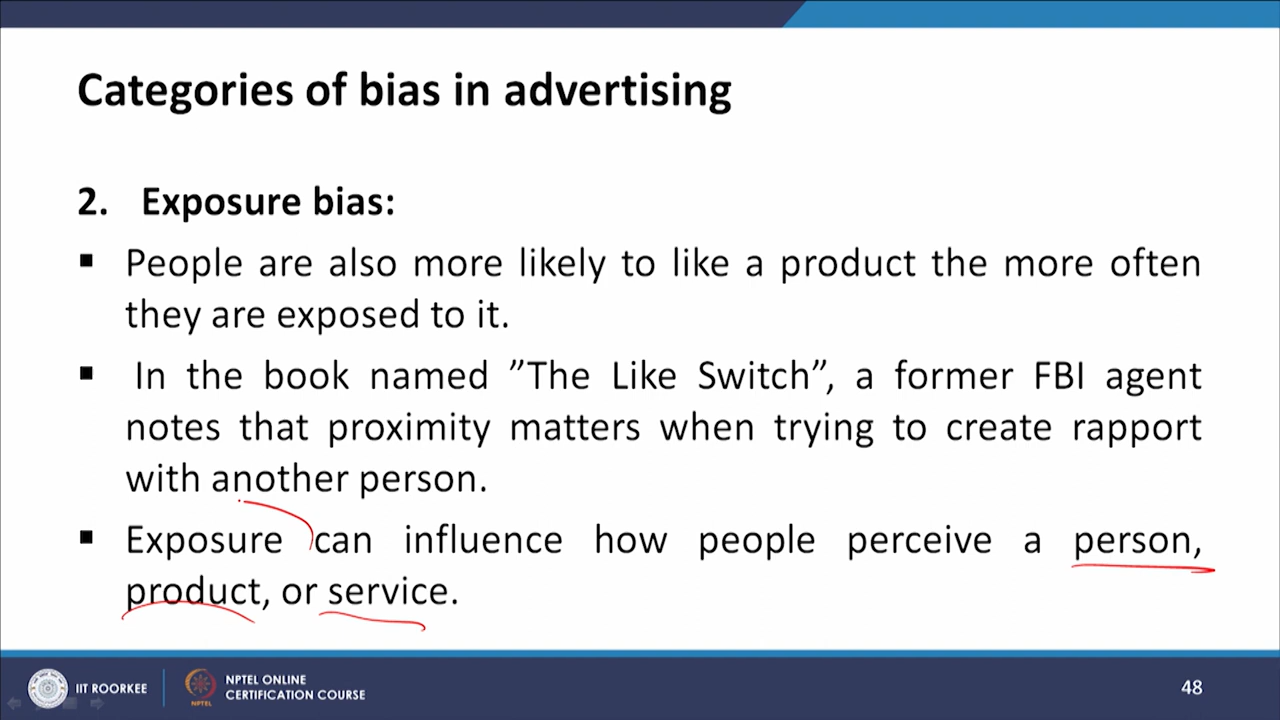 Categories of bias in advertising
2. Exposure bias:
▪ People are also more likely to like a product the more often
they are exposed to it.
▪ In the book named ”The Like Switch”, a former FBI agent
notes that proximity matters when trying to create rapport
with another person.
▪ Exposure can influence how people perceive a person,
product, or service.
IIT ROORKEE
NPTEL ONLINE
CERTIFICATION COURSE
NPTEL
48